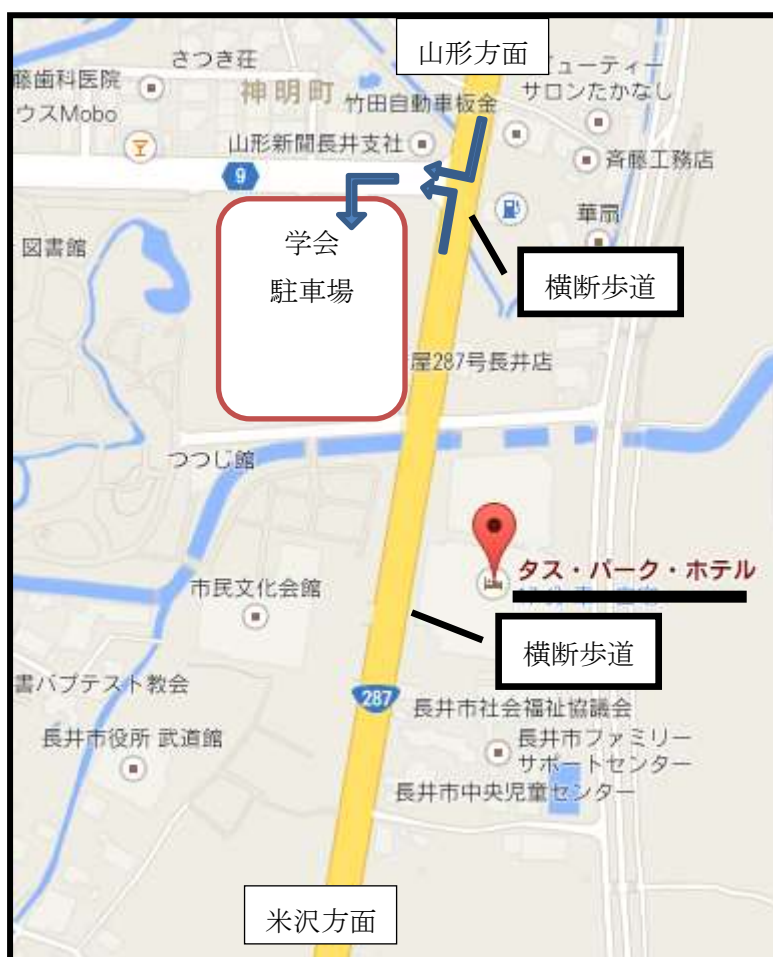 山形方面
さつき荘
藤歯科医院
ウスMobo
神明町
竹田自動車板金
ビューティー
サロンたかなし
山形新聞長井支社
斉藤工務店
9
華扇
学会
駐車場
図書館
横断歩道
屋287号長井店
つつじ館
タス・パーク・ホテル
市民文化会館
横断歩道
書バプテスト教会
287
長井市社会福祉協議会
長井市役所 武道館
長井市ファミリー
サポートセンター
長井市中央児童センター
米沢方面